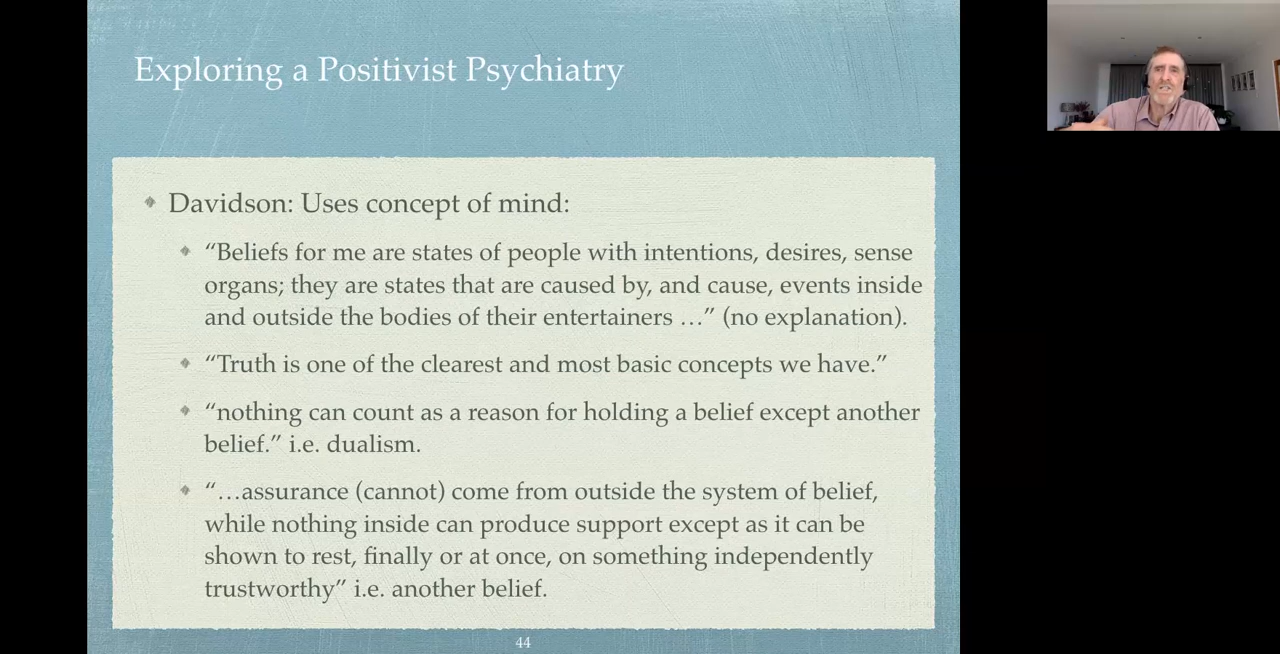 Exploring a Positivist Psychiatry
Davidson: Uses concept of mind:
“Beliefs for me are states of people with intentions, desires, sense
organs; they are states that are caused by, and cause, events inside
and outside the bodies of their entertainers …” (no explanation).
“Truth is one of the clearest and most basic concepts we have.”
“nothing can count as a reason for holding a belief except another
belief.” i.e. dualism.
“…assurance (cannot) come from outside the system of belief,
while nothing inside can produce support except as it can be
shown to rest, finally or at once, on something independently
trustworthy” i.e. another belief.
44